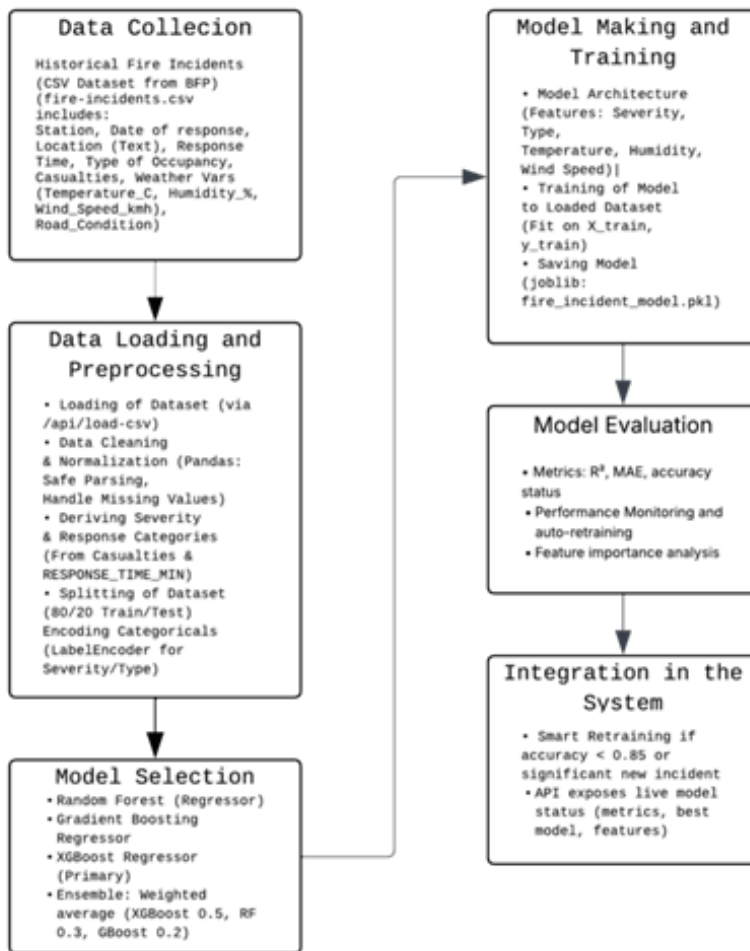 Data Collecion
Historical Fire Incidents
(CSV Dataset from BFP)
(fire-incidents.csv
includes:
Station, Date of response,
Location (Text), Response
Time, Type of Occupancy,
Casualties, Weather Vars
(Temperature_C, Humidity_%,
Wind_Speed_kmh),
Road_Condition)
Data Loading and
Preprocessing
• Loading of Dataset (via
/api/load-csv)
• Data Cleaning
& Normalization (Pandas:
Safe Parsing,
Handle Missing Values)
• Deriving Severity
& Response Categories
(From Casualties &
RESPONSE_TIME_MIN)
• Splitting of Dataset
(80/20 Train/Test)
Encoding Categoricals
(LabelEncoder for
Severity/Type)
Model Selection
• Random Forest (Regressor)
• Gradient Boosting
Regressor
• XGBoost Regressor
(Primary)
• Ensemble: Weighted
average (XGBoost 0.5, RF
0.3, GBoost 0.2)
Model Making and
Training
• Model Architecture
(Features: Severity,
Type,
Temperature, Humidity,
Wind Speed)|
• Training of Model
to Loaded Dataset
(Fit on X_train,
y_train)
• Saving Model
(joblib:
fire_incident_model.pkl)
Model Evaluation
• Metrics: R², MAE, accuracy
status
• Performance Monitoring and
auto-retraining
• Feature importance analysis
Integration in the
System
• Smart Retraining if
accuracy < 0.85 or
significant new incident
• API exposes live model
status (metrics, best
model, features)